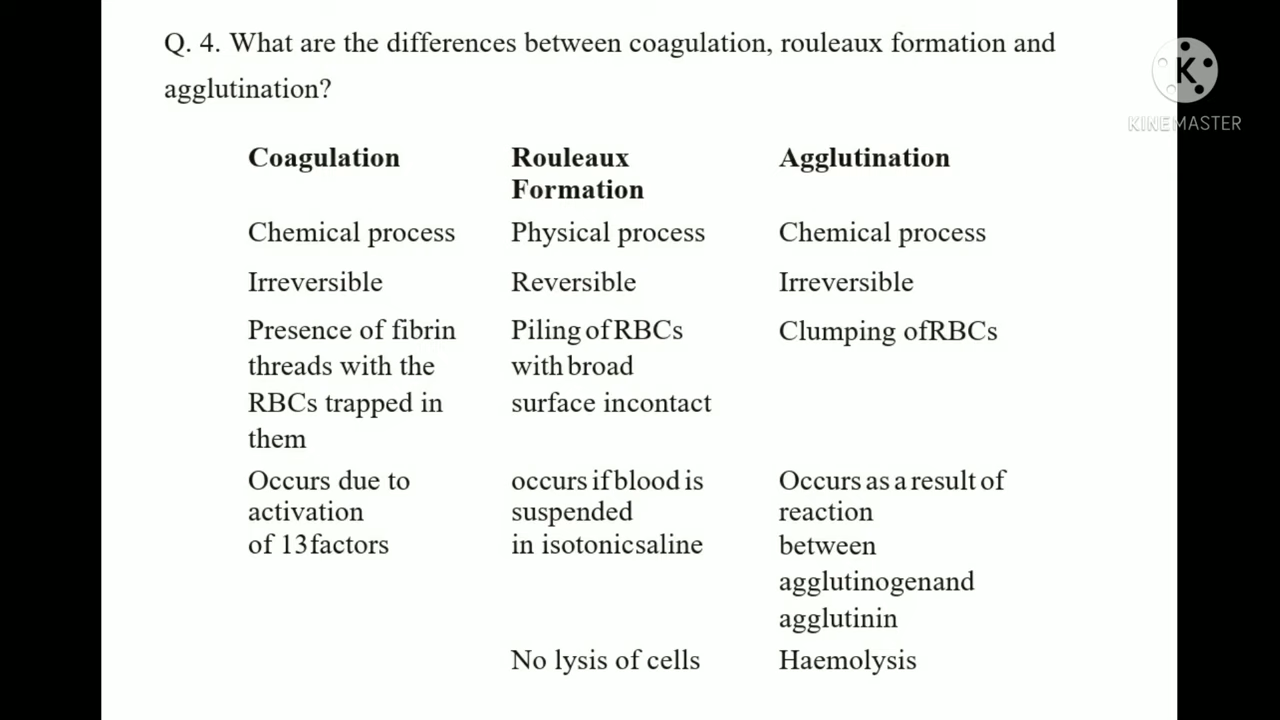 Q. 4. What are the differences between coagulation, rouleaux formation and
agglutination?
K
KINEMASTER
Coagulation
Rouleaux
Formation
Agglutination
Chemical process
Physical process
Chemical process
Irreversible
Reversible
Irreversible
Presence of fibrin
threads with the
RBCs trapped in
them
Piling of RBCs
with broad
surface incontact
Clumping ofRBCs
Occurs due to
activation
of 13factors
occurs if blood is
suspended
in isotonicsaline
Occurs as a result of
reaction
between
agglutinogenand
agglutinin
No lysis of cells
Haemolysis